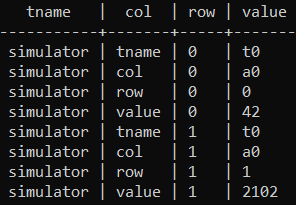 tname | col | row | value
-----------+-------+-----+-------
simulator | tname | 0 | t0
simulator | col | 0 | a0
simulator | row | 0 | 0
simulator | value | 0 | 42
simulator | tname | 1 | t0
simulator | col | 1 | a0
simulator | row | 1 | 1
simulator | value | 1 | 2102